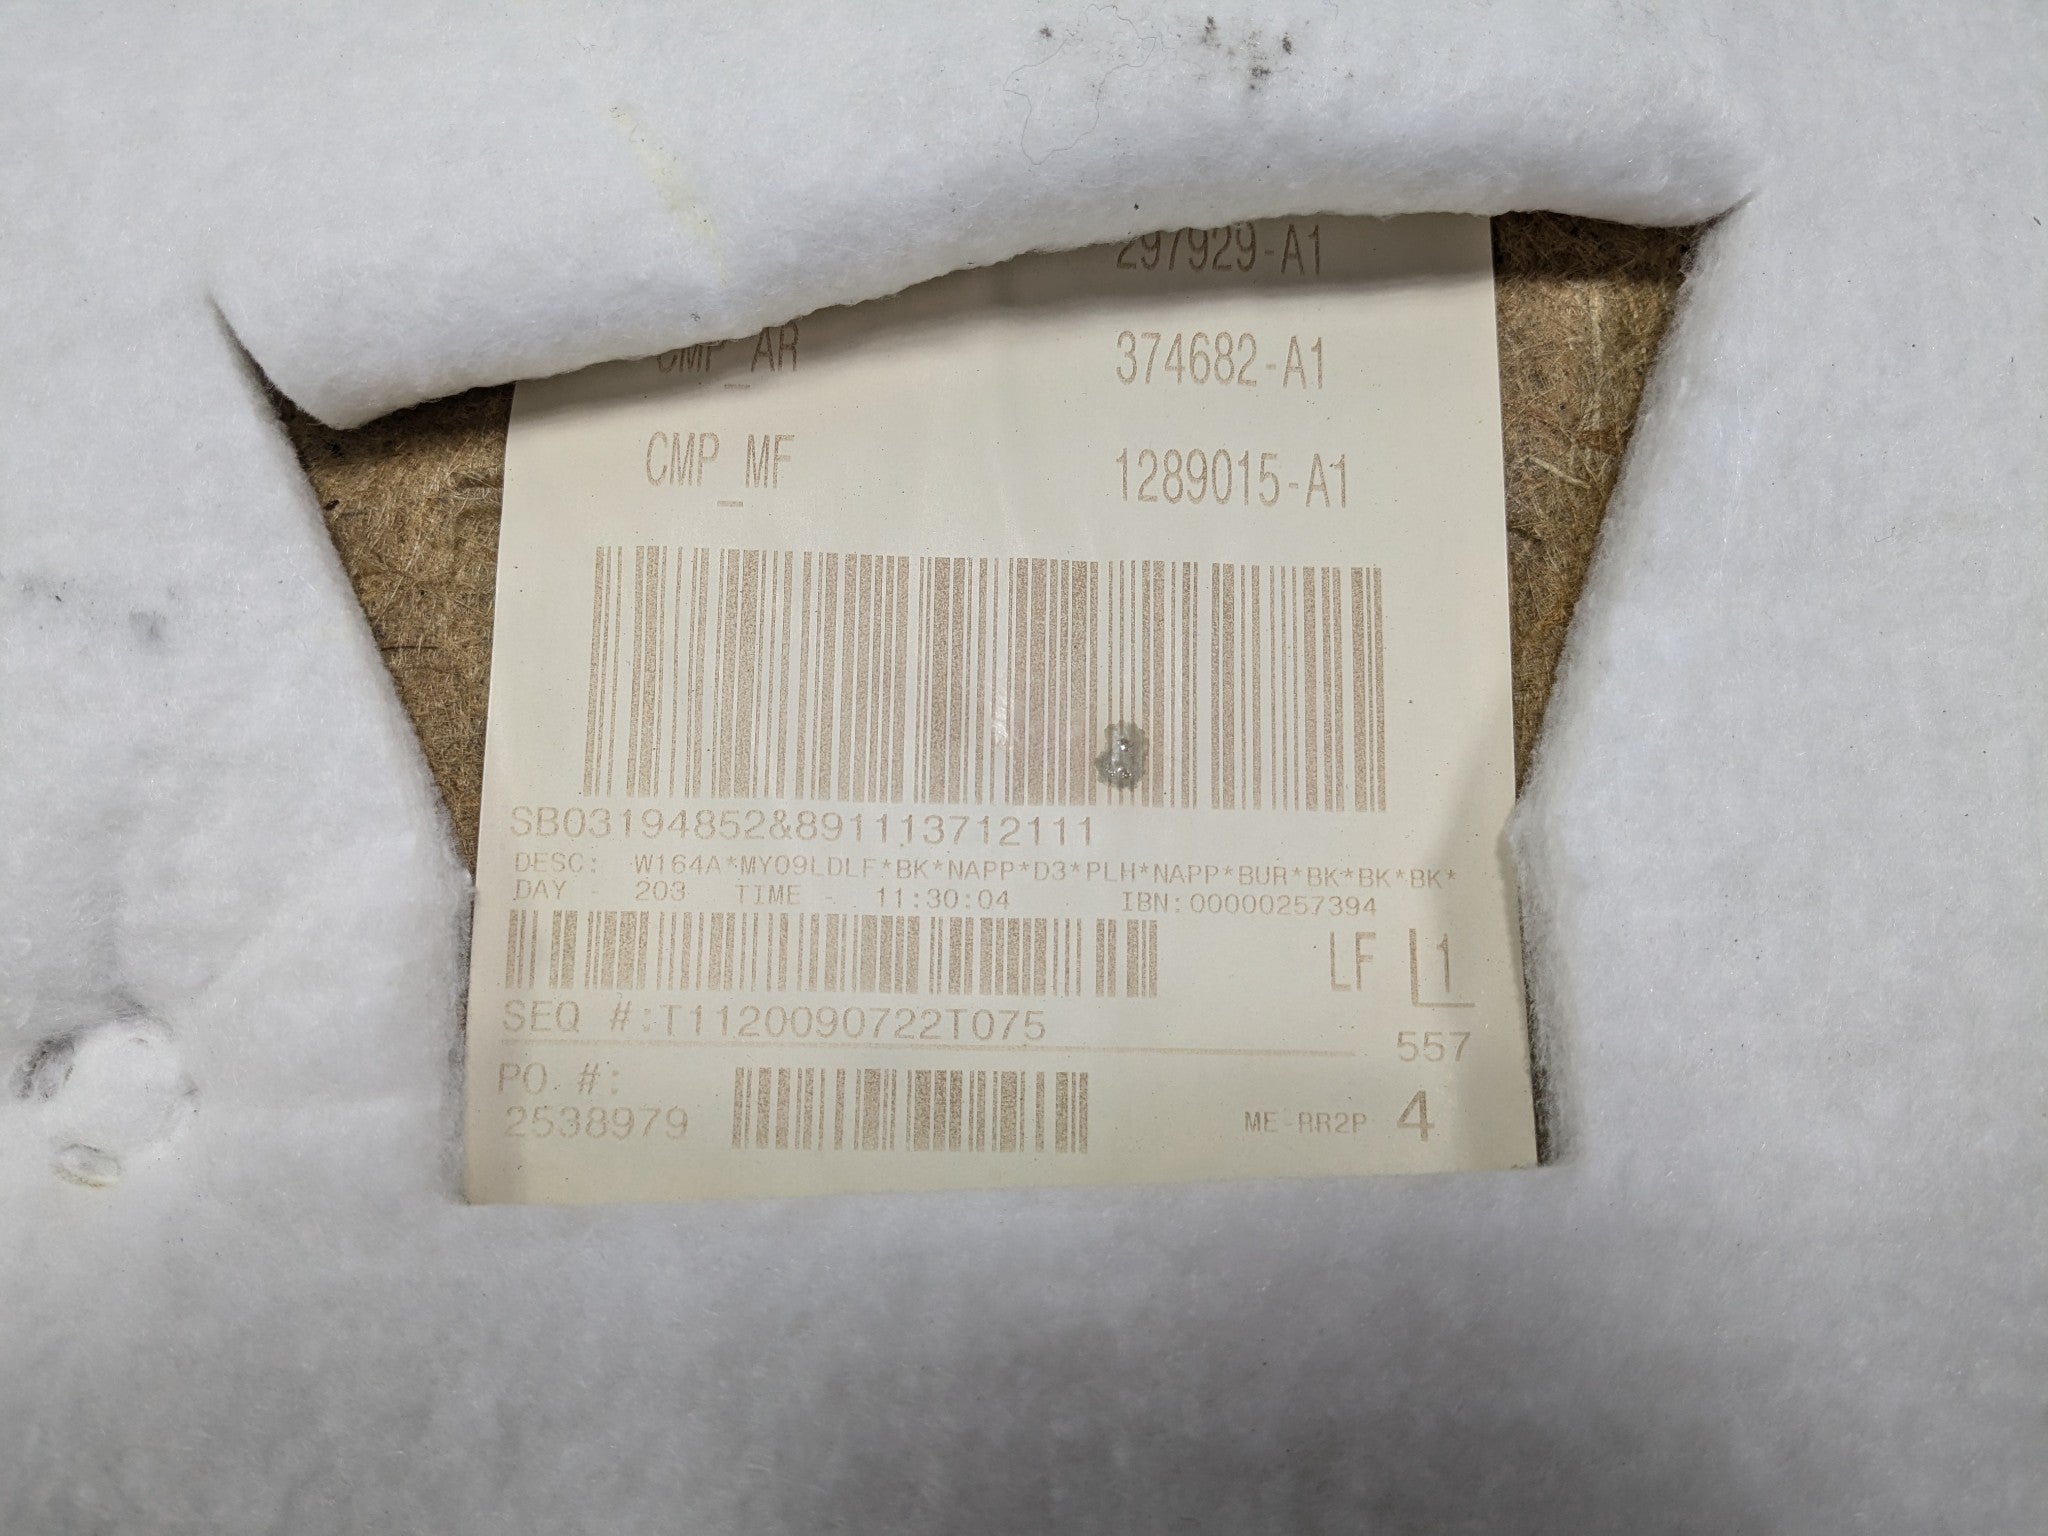 297929-A1
CMP_AR 374682-A1
CMP_MF 1289015-A1
SB03194852&891113712111
DESC: W164A*MY09LDLF*BK*NAPP*D3*PLH*NAPP*BUR*BK*BK*BK*
DAY - 203 TIME - 11:30:04 IBN:00000257394
LF L1
SEQ #:T1120090722T075
557
PO #:
2538979
ME-RR2P 4